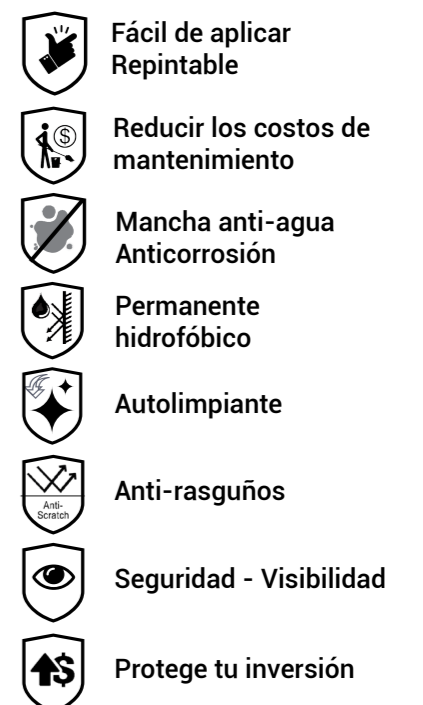 Fácil de aplicar
Repintable
$
Reducir los costos de
mantenimiento
Mancha anti-agua
Anticorrosión
Permanente
hidrofóbico
Autolimpiante
Anti-
Scratch
Anti-rasguños
Seguridad - Visibilidad
$
Protege tu inversión